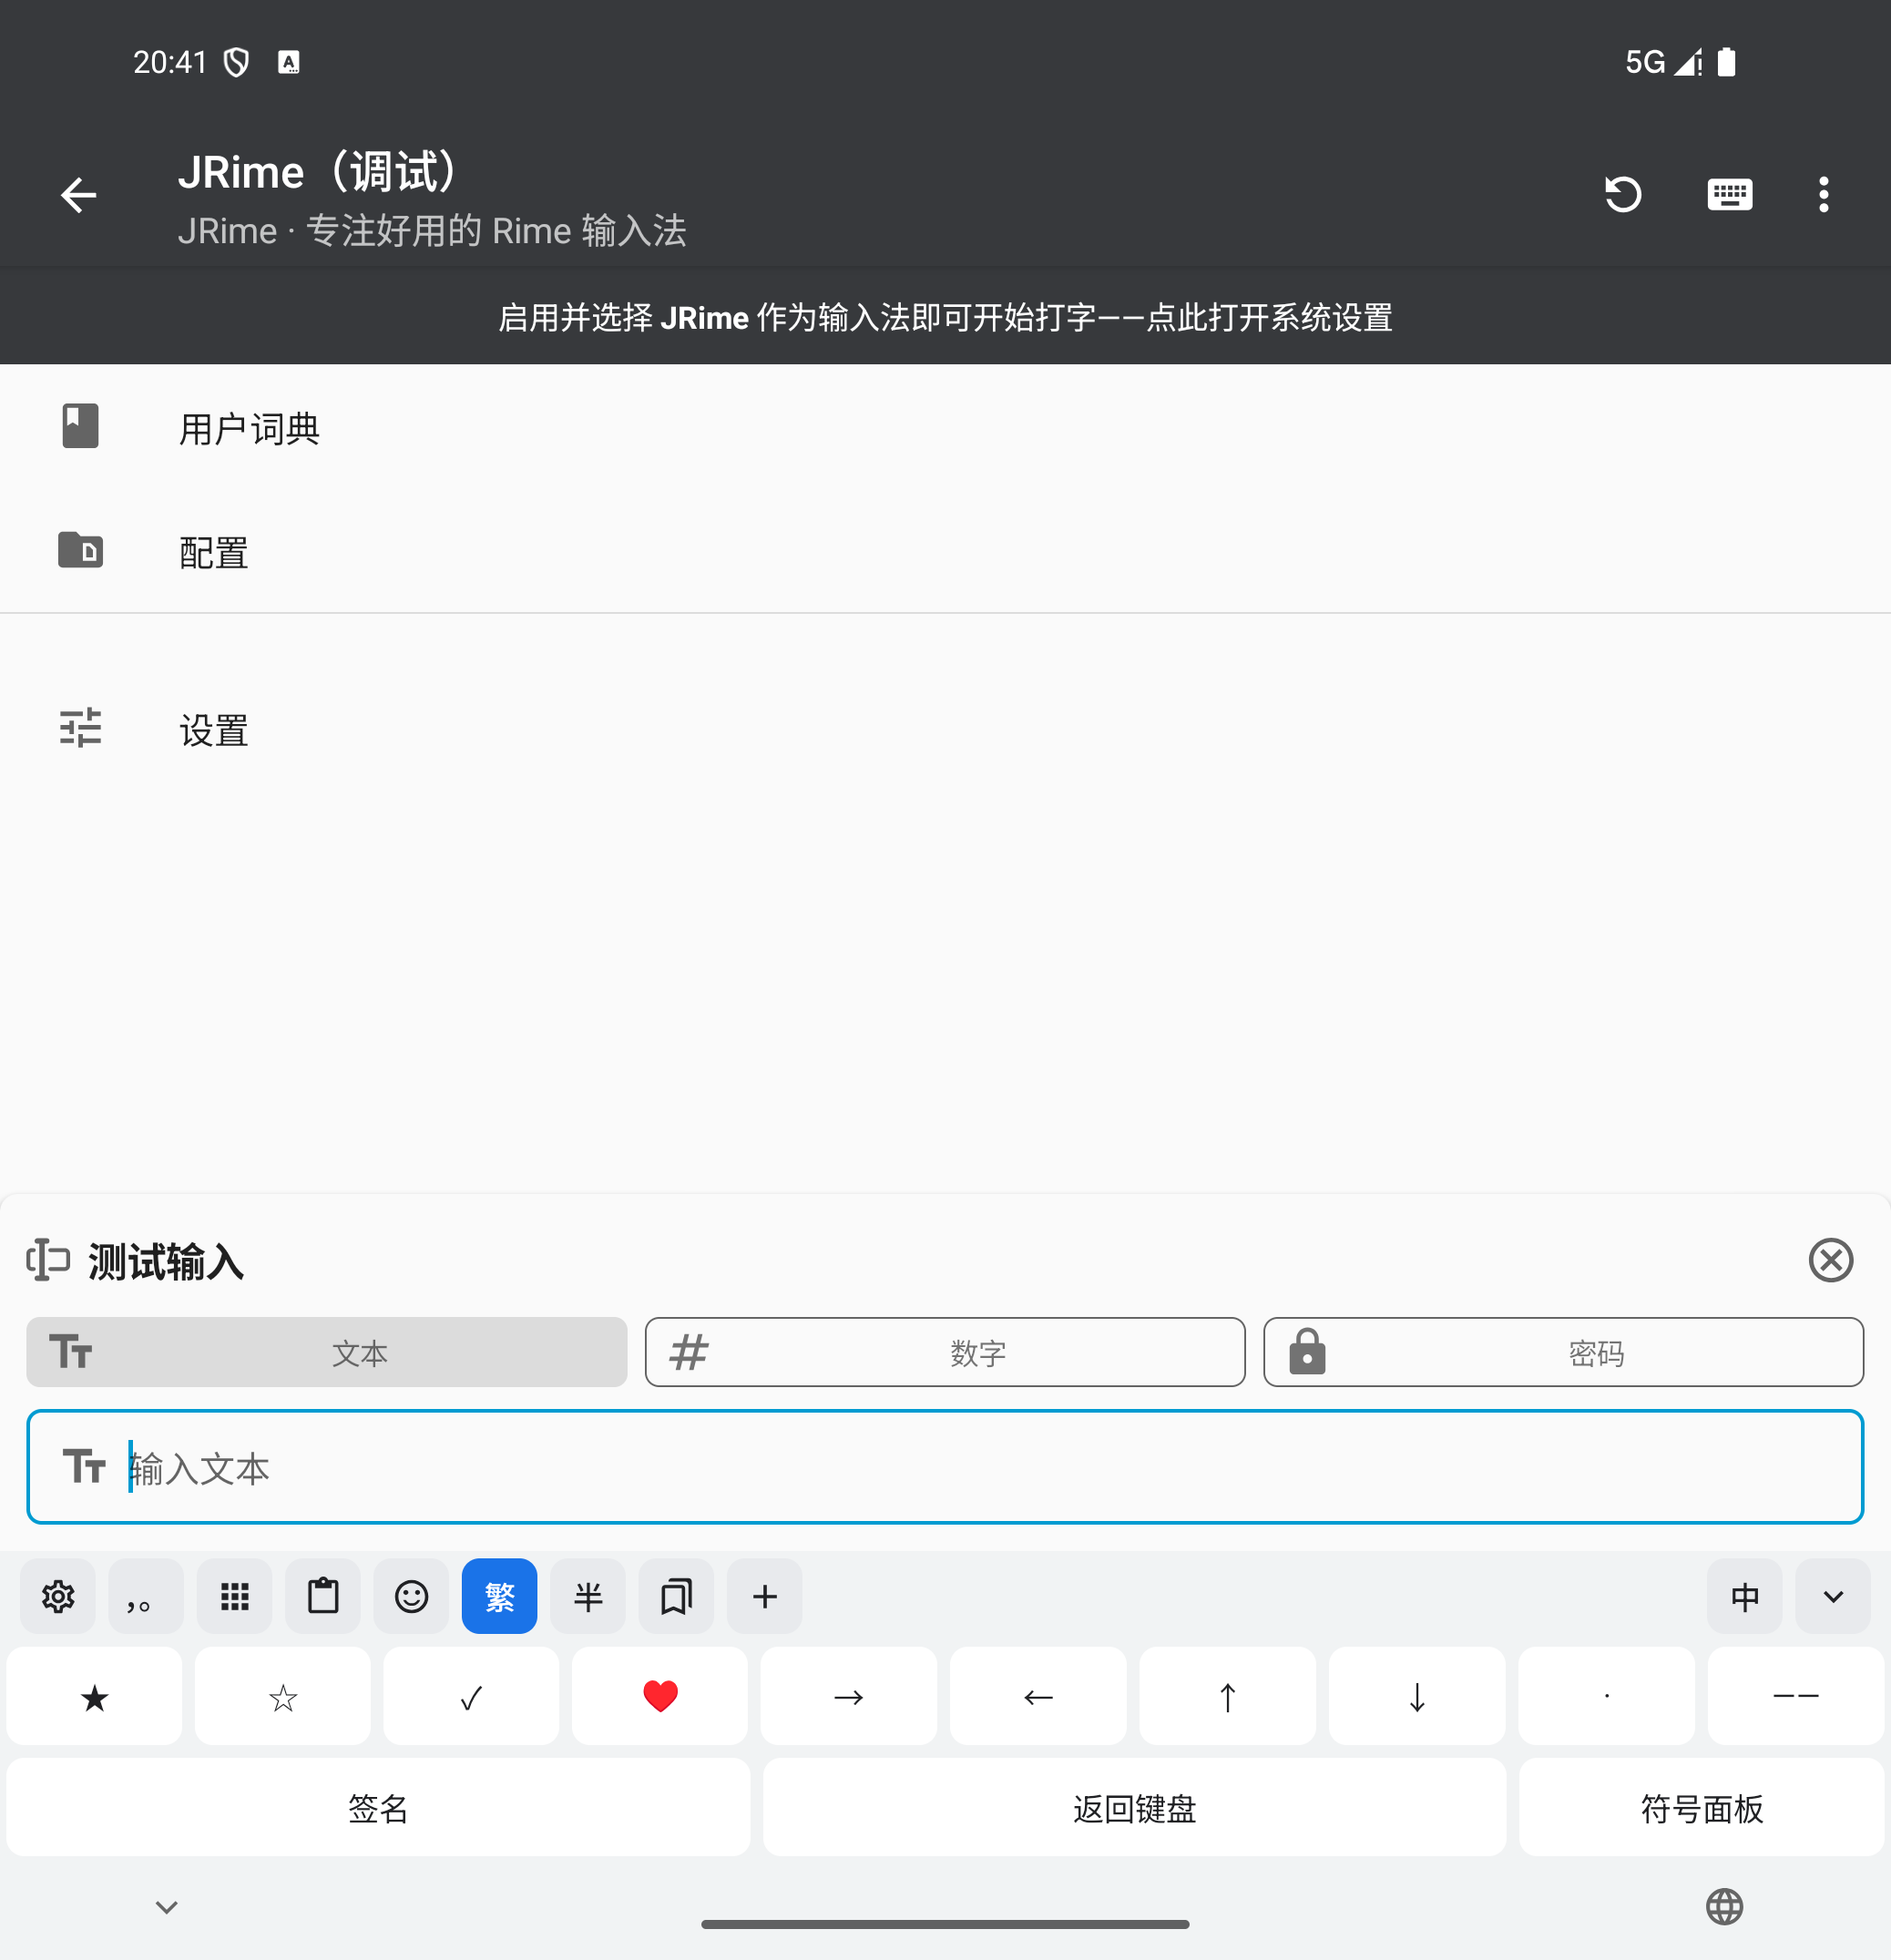 20:41
5G
JRime（调试）
JRime · 专注好用的 Rime 输入法
启用并选择 JRime 作为输入法即可开始打字——点此打开系统设置
用户词典
配置
设置
测试输入
文本 数字 密码
输入文本
，。 繁 半 + 中
★ ☆ ✓ ❤ → ← ↑ ↓ · ——
签名 返回键盘 符号面板